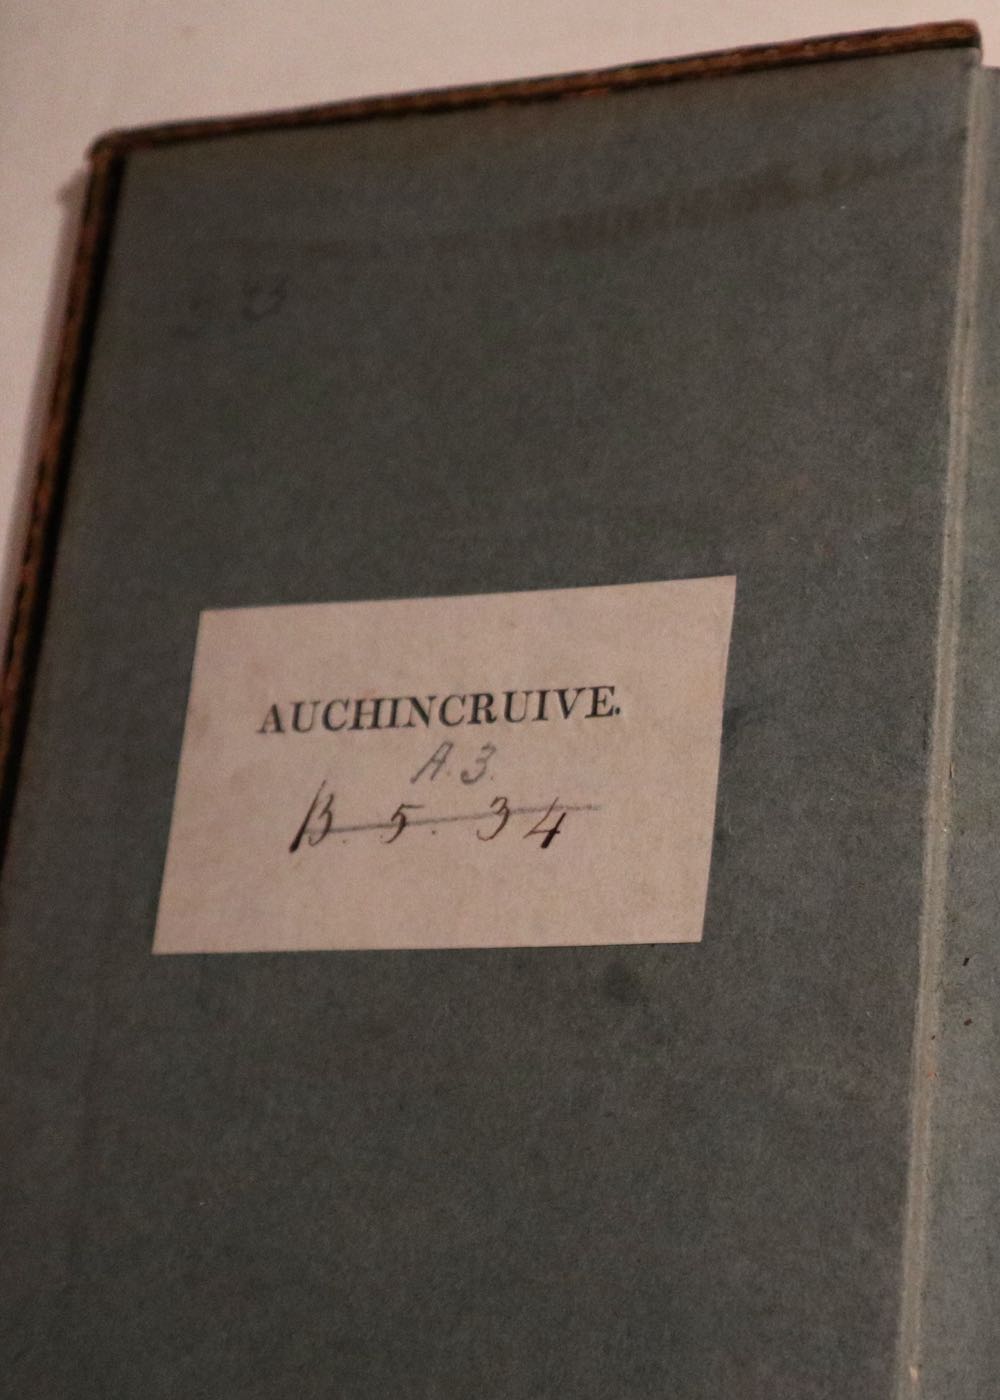 AUCHINCRUIVE.
A. 3.
B. 5. 34